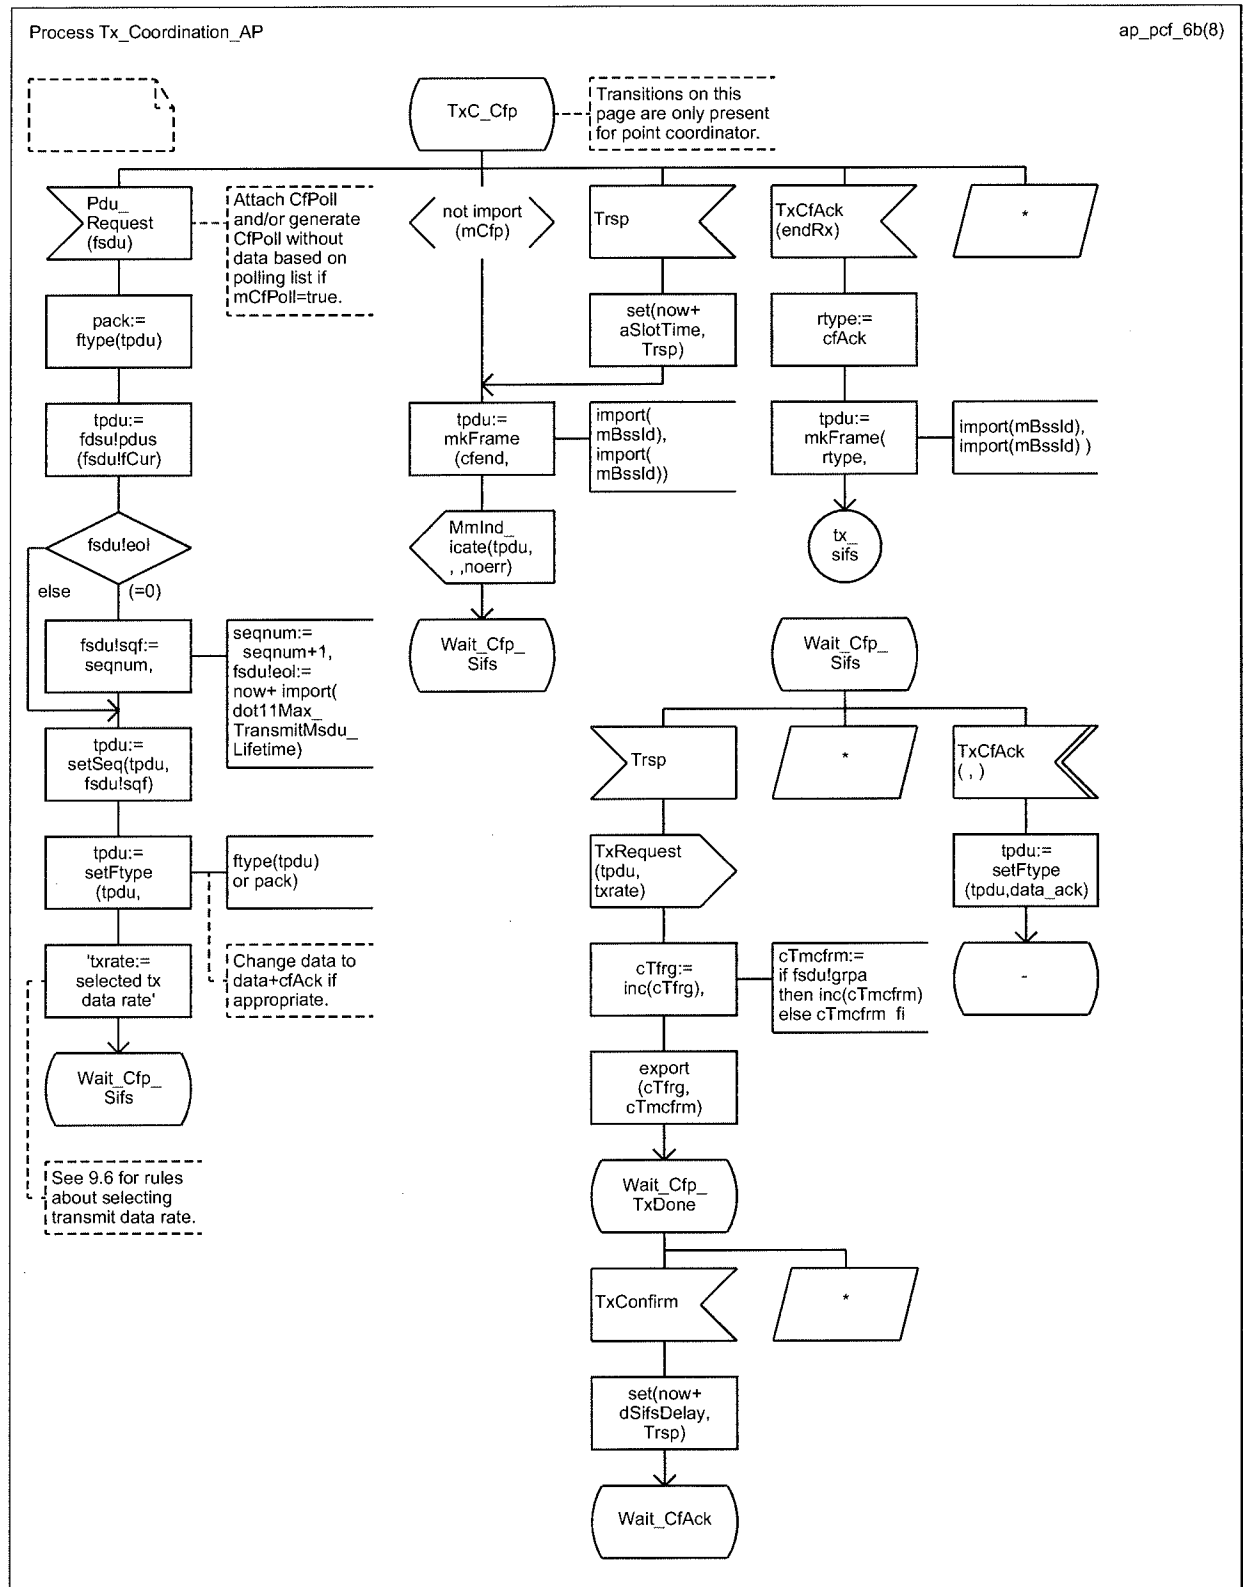 Process Tx_Coordination_AP
ap_pcf_6b(8)
TxC_Cfp
Transitions on this
page are only present
for point coordinator.
Pdu_
Request
(fsdu)
Attach CfPoll
and/or generate
CfPoll without
data based on
polling list if
mCfPoll=true.
not import
(mCfp)
Trsp
TxCfAck
(endRx)
*
pack:=
ftype(tpdu)
set(now+
aSlotTime,
Trsp)
rtype:=
cfAck
tpdu:=
fdsu!pdus
(fsdu!fCur)
tpdu:=
mkFrame
(cfend,
import(
mBssId),
import(
mBssId))
tpdu:=
mkFrame(
rtype,
import(mBssId),
import(mBssId) )
fsdu!eol
else
(=0)
MmInd_
icate(tpdu,
, ,noerr)
tx_
sifs
fsdu!sqf:=
seqnum,
seqnum:=
seqnum+1,
fsdu!eol:=
now+ import(
dot11Max_
TransmitMsdu_
Lifetime)
Wait_Cfp_
Sifs
Wait_Cfp_
Sifs
tpdu:=
setSeq(tpdu,
fsdu!sqf)
Trsp
*
TxCfAck
( , )
tpdu:=
setFtype
(tpdu,
ftype(tpdu)
or pack)
TxRequest
(tpdu,
txrate)
tpdu:=
setFtype
(tpdu,data_ack)
'txrate:=
selected tx
data rate'
Change data to
data+cfAck if
appropriate.
cTfrg:=
inc(cTfrg),
cTmcfrm:=
if fsdu!grpa
then inc(cTmcfrm)
else cTmcfrm fi
-
Wait_Cfp_
Sifs
export
(cTfrg,
cTmcfrm)
See 9.6 for rules
about selecting
transmit data rate.
Wait_Cfp_
TxDone
TxConfirm
*
set(now+
dSifsDelay,
Trsp)
Wait_CfAck